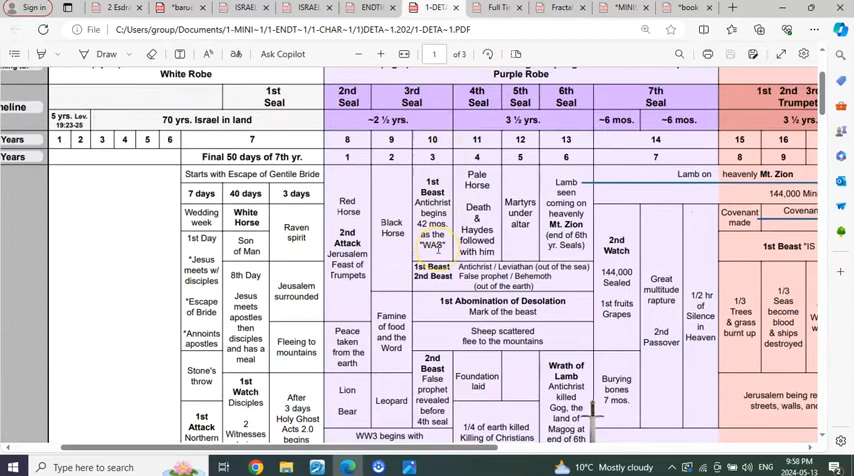 Sign in
2 Esdra
*baruc
ISRAEL
ISRAEL
ENDTIN
1-DETA
Full Tim
Fractal
*MINIS
*book
File
C:/Users/group/Documents/1-MINI~1/1-ENDT~1/1-CHAR~1/1)DETA~1.202/1-DETA~1.PDF
Draw
Ask Copilot
1 of 3
White Robe
Purple Robe
neline
1st
Seal
2nd
Seal
3rd
Seal
4th
Seal
5th
Seal
6th
Seal
7th
Seal
1st 2nd 3r
Trumpet
5 yrs. Lev.
19:23-25
70 yrs. Israel in land
~2 ½ yrs.
3 ½ yrs.
~6 mos.
~6 mos.
3 ½ yrs.
Years
1 2 3 4 5 6 7 8 9 10 11 12 13 14 15 16
Years
Final 50 days of 7th yr.
1 2 3 4 5 6 7 8 9
Starts with Escape of Gentile Bride
7 days
40 days
3 days
Wedding
week
1st Day
*Jesus
meets w/
disciples
*Escape
of Bride
*Annoints
apostles
Stone's
throw
1st
Attack
Northern
White
Horse
Son of
Man
8th Day
Jesus
meets
apostles
then
disciples
and has a
meal
1st
Watch
Disciples
2
Witnesses
Raven
spirit
Jerusalem
surrounded
Fleeing to
mountains
After
3 days
Holy Ghost
Acts 2.0
begins
Red
Horse
2nd
Attack
Jerusalem
Feast of
Trumpets
Peace
taken from
the earth
Lion
Bear
Black
Horse
Famine
of food
and the
Word
Leopard
WW3 begins with
1st
Beast
Antichrist
begins
42 mos.
as the
"WAS"
Pale
Horse
Death
&
Haydes
followed
with him
Martyrs
under
altar
Lamb
seen
coming on
heavenly
Mt. Zion
(end of 6th
yr. Seals)
1st Beast Antichrist / Leviathan (out of the sea)
2nd Beast False prophet / Behemoth
(out of the earth)
1st Abomination of Desolation
Mark of the beast
Sheep scattered
flee to the mountains
2nd
Beast
False
prophet
revealed
before
4th seal
Foundation
laid
1/4 of earth killed
Killing of Christians
Wrath of
Lamb
Antichrist
killed
Gog, the
land of
Magog at
end of 6th
Lamb on heavenly Mt. Zion
144,000 Mini
2nd
Watch
144,000
Sealed
1st fruits
Grapes
Burying
bones
7 mos.
Great
multitude
rapture
2nd
Passover
1/2 hr
of
Silence
in
Heaven
Covenant
made
Covenan
1st Beast "IS
1/3
Trees
& grass
burnt up
1/3
Seas
become
blood &
ships
destroyed
Jerusalem being re
streets, walls, and
Type here to search
10°C Mostly cloudy
ENG
9:58 PM
2024-05-13